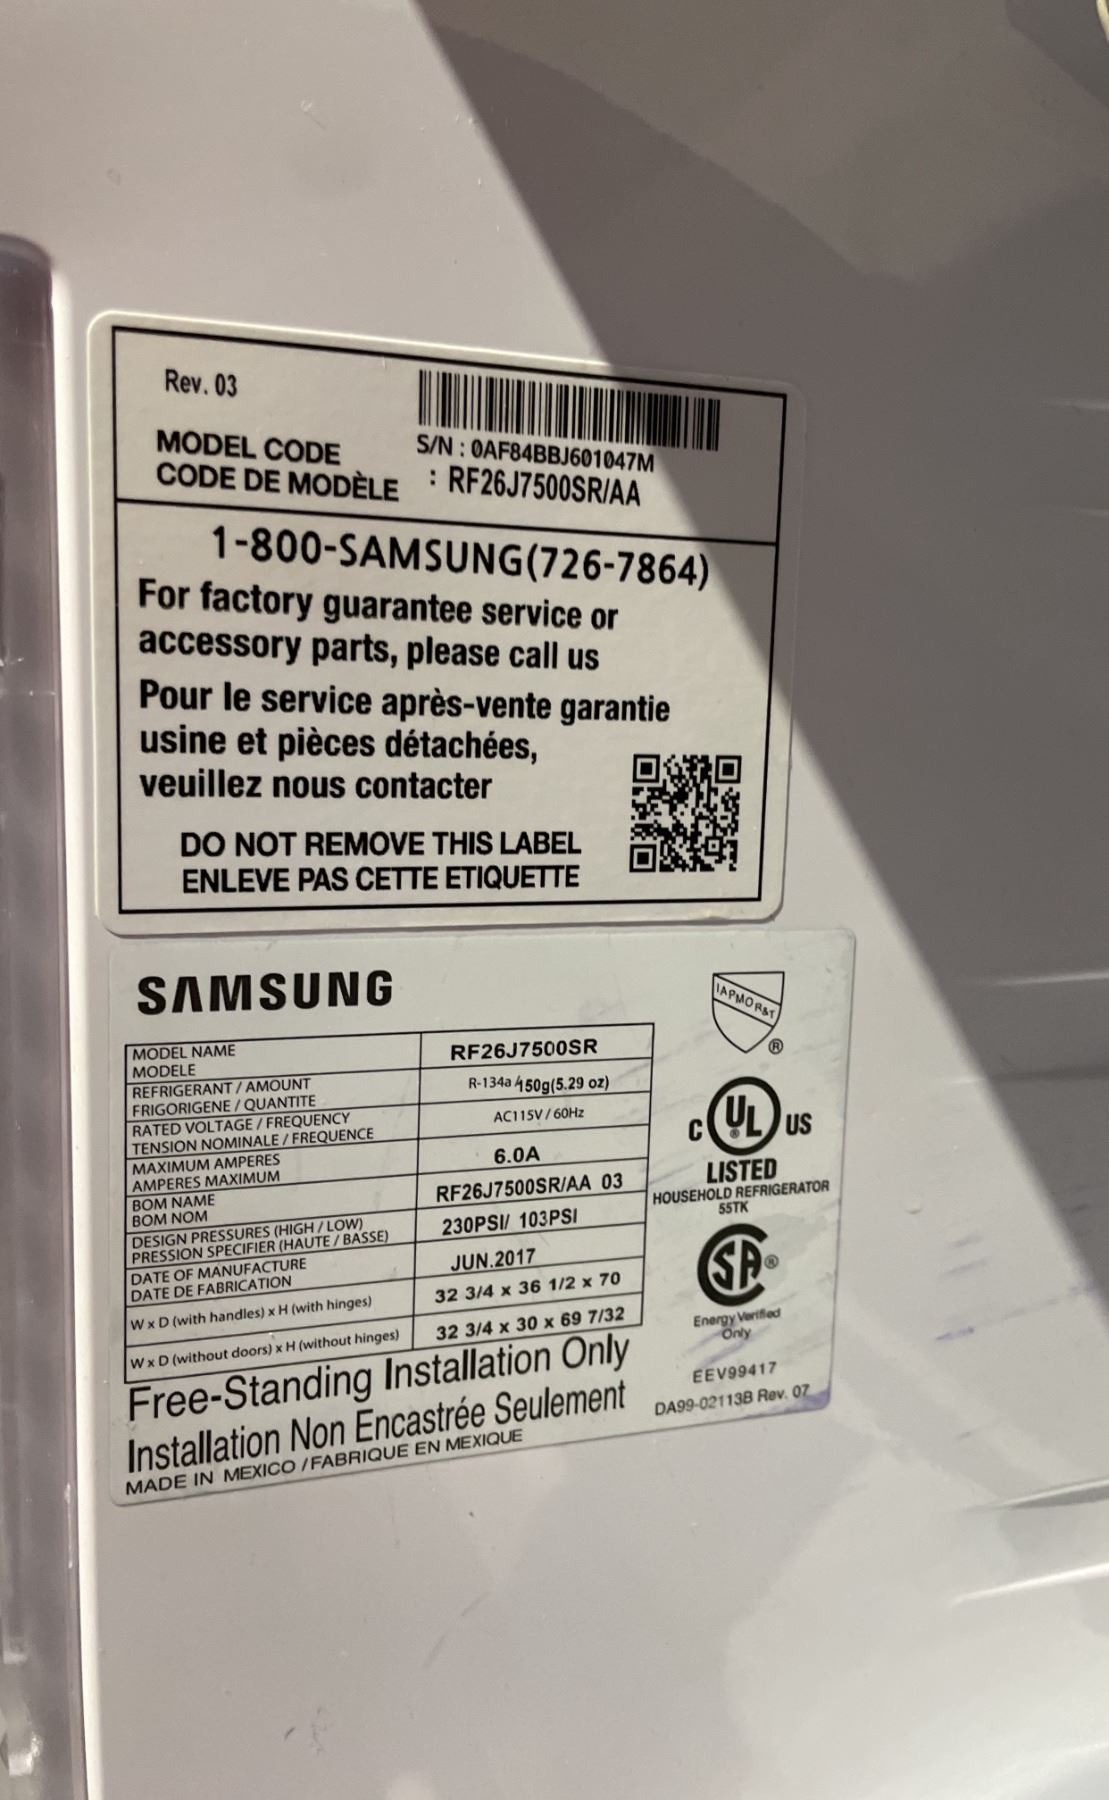 Rev. 03
S/N : 0AF84BBJ601047M
MODEL CODE
CODE DE MODÈLE : RF26J7500SR/AA
1-800-SAMSUNG(726-7864)
For factory guarantee service or
accessory parts, please call us
Pour le service après-vente garantie
usine et pièces détachées,
veuillez nous contacter
DO NOT REMOVE THIS LABEL
ENLEVE PAS CETTE ETIQUETTE
SAMSUNG
IAPMO R&T
®
MODEL NAME
MODELE
RF26J7500SR
REFRIGERANT / AMOUNT
FRIGORIGENE / QUANTITE
R-134a / 150g(5.29 oz)
RATED VOLTAGE / FREQUENCY
TENSION NOMINALE / FREQUENCE
AC115V / 60Hz
MAXIMUM AMPERES
AMPERES MAXIMUM
6.0A
BOM NAME
BOM NOM
RF26J7500SR/AA 03
DESIGN PRESSURES (HIGH / LOW)
PRESSION SPECIFIER (HAUTE / BASSE)
230PSI/ 103PSI
DATE OF MANUFACTURE
DATE DE FABRICATION
JUN.2017
W x D (with handles) x H (with hinges)
32 3/4 x 36 1/2 x 70
W x D (without doors) x H (without hinges)
32 3/4 x 30 x 69 7/32
C UL ® US
LISTED
HOUSEHOLD REFRIGERATOR
55TK
SA ®
Energy Verified
Only
EEV99417
DA99-02113B Rev. 07
Free-Standing Installation Only
Installation Non Encastrée Seulement
MADE IN MEXICO / FABRIQUE EN MEXIQUE